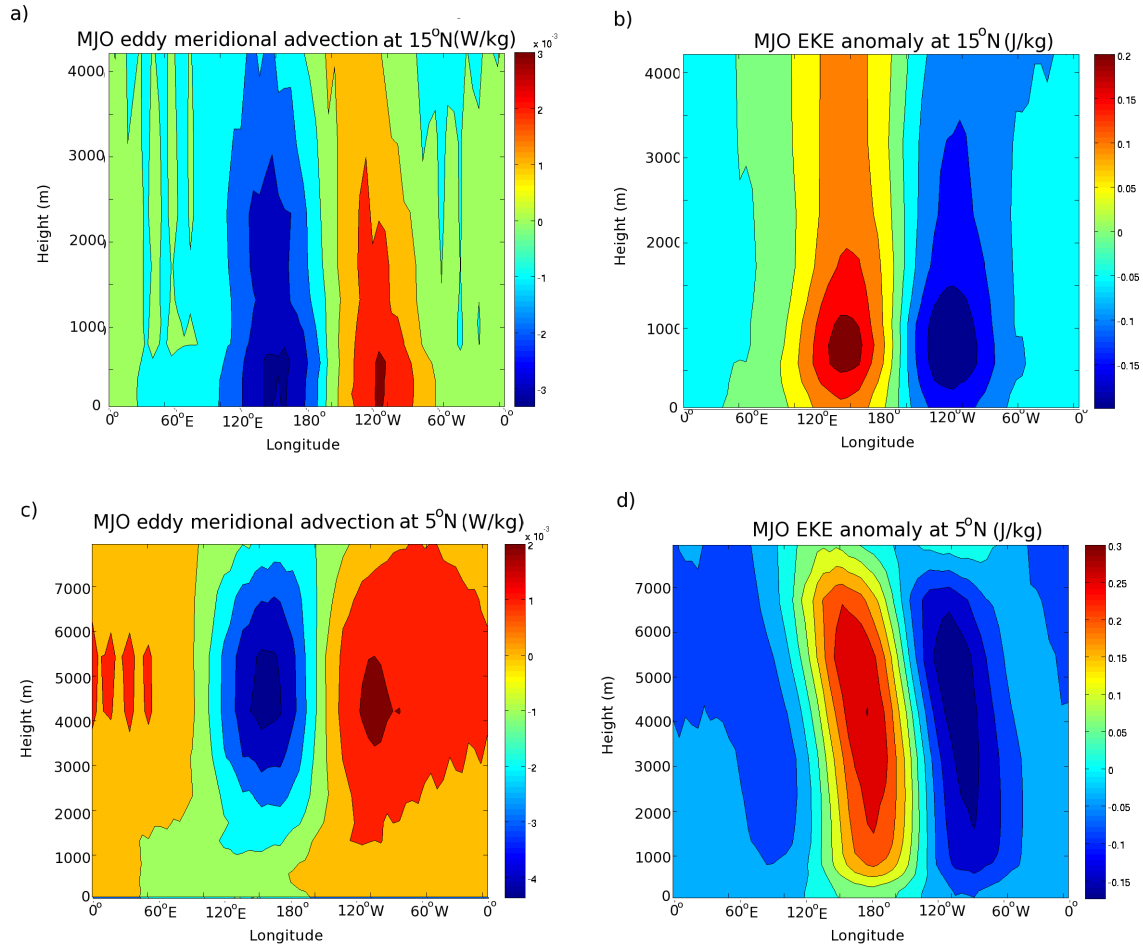 a)
MJO eddy meridional advection at 15°N(W/kg)
x 10⁻³
Height (m)
4000
3000
2000
1000
0
3
2
1
0
-1
-2
-3
0° 60°E 120°E 180° 120°W 60°W 0°
Longitude
b)
MJO EKE anomaly at 15°N (J/kg)
Height (m)
4000
3000
2000
1000
0
0.2
0.15
0.1
0.05
0
-0.05
-0.1
-0.15
0° 60°E 120°E 180° 120°W 60°W 0°
Longitude
c)
MJO eddy meridional advection at 5°N (W/kg)
x 10⁻³
Height (m)
7000
6000
5000
4000
3000
2000
1000
0
2
1
0
-1
-2
-3
-4
0° 60°E 120°E 180° 120°W 60°W 0°
Longitude
d)
MJO EKE anomaly at 5°N (J/kg)
Height (m)
7000
6000
5000
4000
3000
2000
1000
0
0.3
0.25
0.2
0.15
0.1
0.05
0
-0.05
-0.1
-0.15
0° 60°E 120°E 180° 120°W 60°W 0°
Longitude